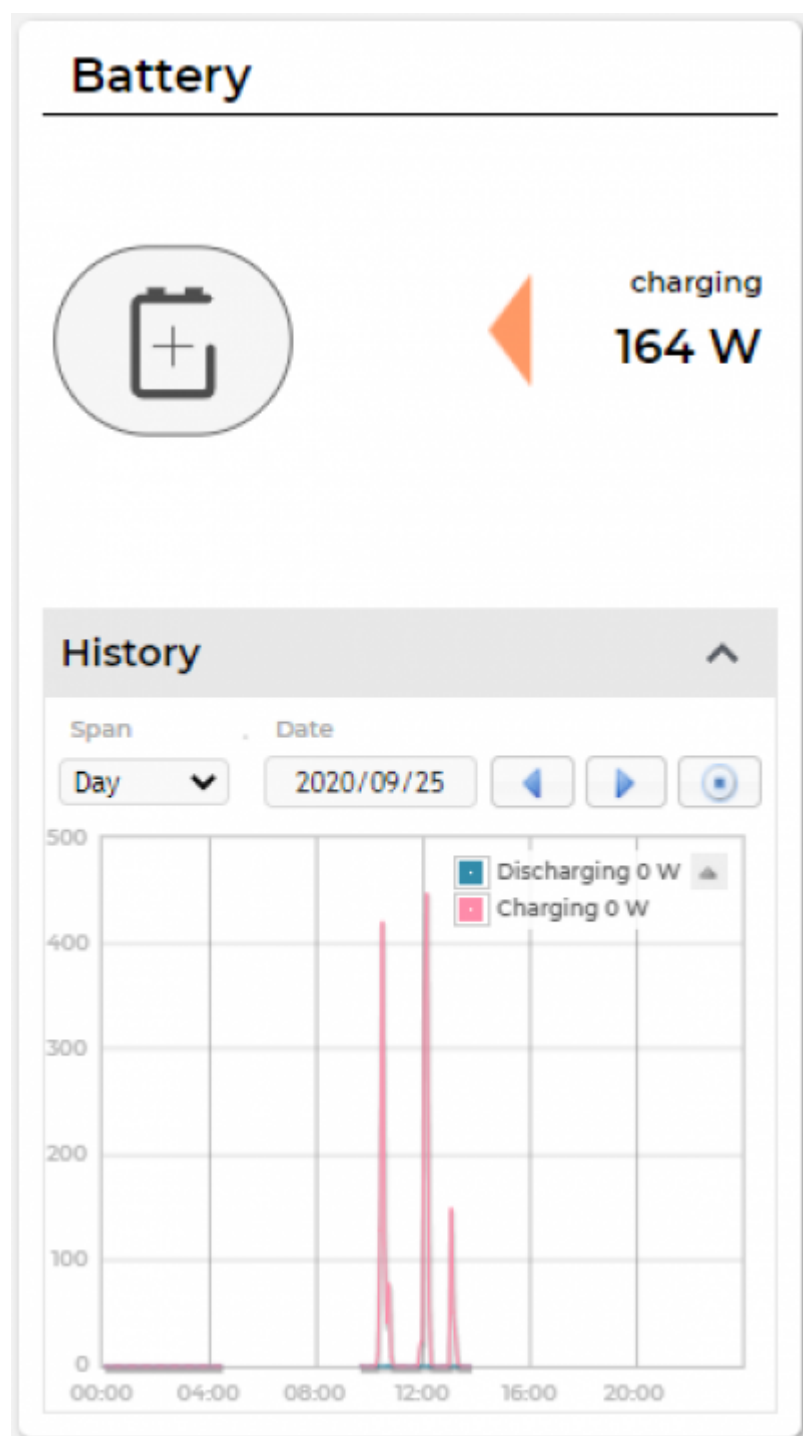 Battery
charging
164 W
History
Span . Date
Day 2020/09/25
500
Discharging 0 W
Charging 0 W
400
300
200
100
0
00:00 04:00 08:00 12:00 16:00 20:00